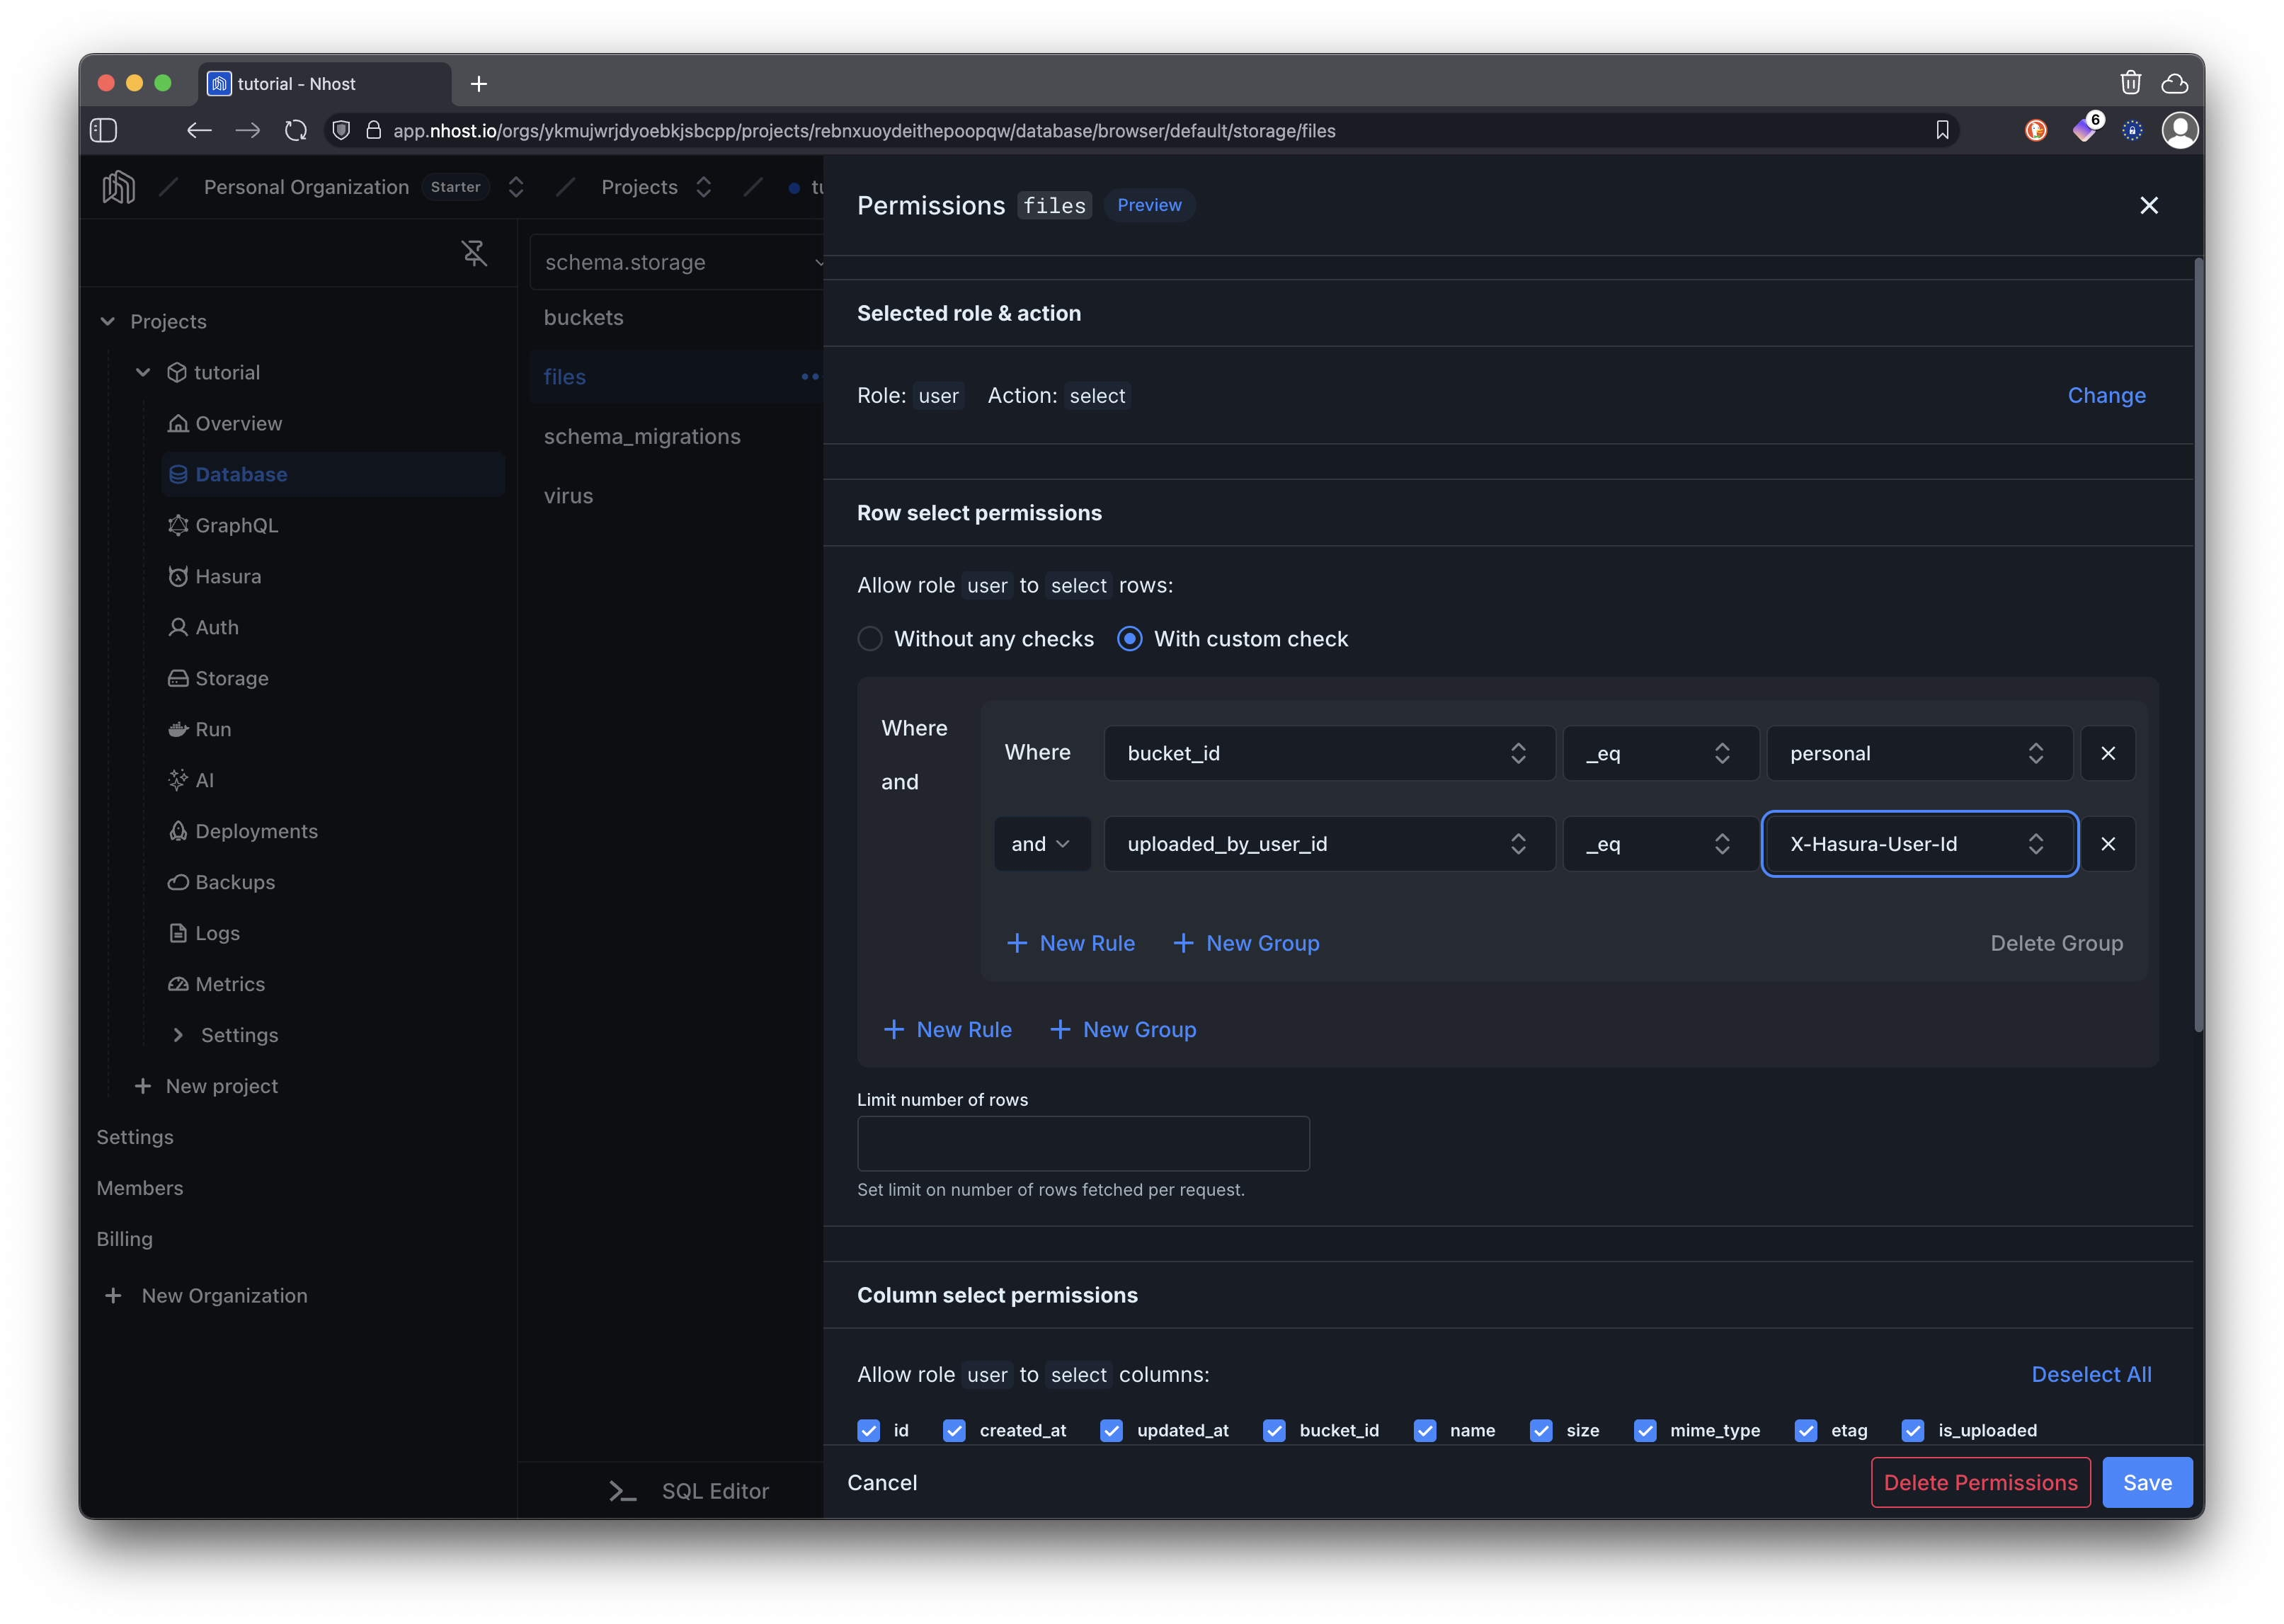 tutorial - Nhost
app.nhost.io/orgs/ykmujwrjdyoebkjsbcpp/projects/rebnxuoydeithepoopqw/database/browser/default/storage/files
6
Personal Organization Starter
Projects
tu
Projects
tutorial
Overview
Database
GraphQL
Hasura
Auth
Storage
Run
AI
Deployments
Backups
Logs
Metrics
Settings
New project
Settings
Members
Billing
New Organization
schema.storage
buckets
files
schema_migrations
virus
SQL Editor
Permissions files Preview
Selected role & action
Role: user Action: select Change
Row select permissions
Allow role user to select rows:
Without any checks With custom check
Where
and
Where bucket_id _eq personal
and uploaded_by_user_id _eq X-Hasura-User-Id
New Rule New Group Delete Group
New Rule New Group
Limit number of rows
Set limit on number of rows fetched per request.
Column select permissions
Allow role user to select columns: Deselect All
id created_at updated_at bucket_id name size mime_type etag is_uploaded
Cancel Delete Permissions Save